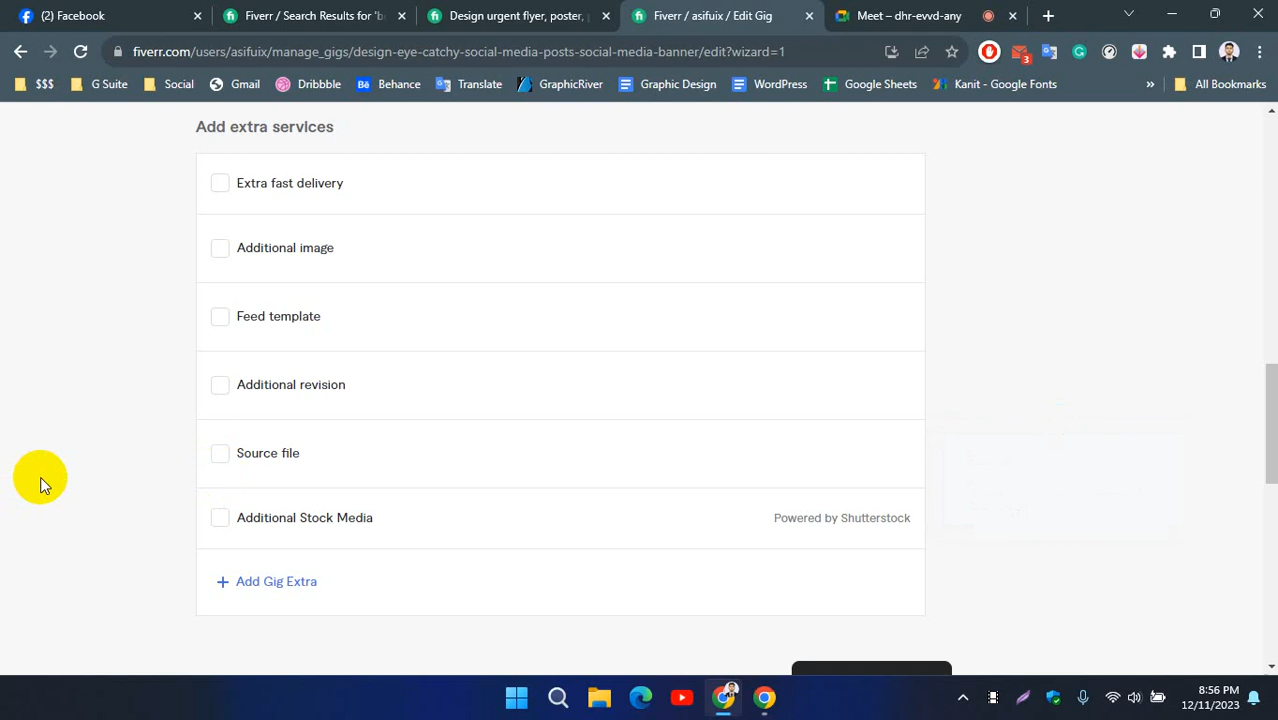 (2) Facebook
Fiverr / Search Results for 'b
sign urgent flyer, poster,
Fiverr / asifuix / Edit Gig
Meet – dhr-evvd-any
fiverr.com/users/asifuix/manage_gigs/design-eye-catchy-social-media-posts-social-media-banner/edit?wizard=1
3
$$$
G Suite
Social
Gmail
Dribbble
Bē Behance
Translate
GraphicRiver
Graphic Design
WordPress
Google Sheets
Kanit - Google Fonts
»
All Bookmarks
Add extra services
Extra fast delivery
Additional image
Feed template
Additional revision
Source file
Additional Stock Media
Powered by Shutterstock
+ Add Gig Extra
8:56 PM
12/11/2023